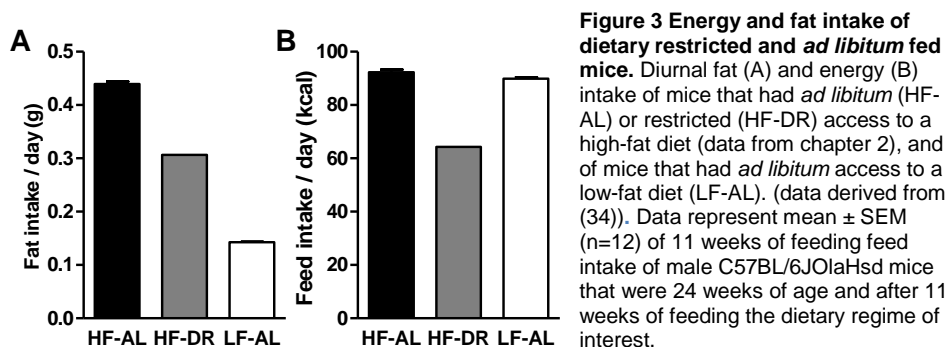 A
Fat intake / day (g)
0.5
0.4
0.3
0.2
0.1
0.0
HF-AL HF-DR LF-AL
B
Feed intake / day (kcal)
100
80
60
40
20
0
HF-AL HF-DR LF-AL
Figure 3 Energy and fat intake of
dietary restricted and ad libitum fed
mice. Diurnal fat (A) and energy (B)
intake of mice that had ad libitum (HF-
AL) or restricted (HF-DR) access to a
high-fat diet (data from chapter 2), and
of mice that had ad libitum access to a
low-fat diet (LF-AL). (data derived from
(34)). Data represent mean ± SEM
(n=12) of 11 weeks of feeding feed
intake of male C57BL/6JOlaHsd mice
that were 24 weeks of age and after 11
weeks of feeding the dietary regime of
interest.